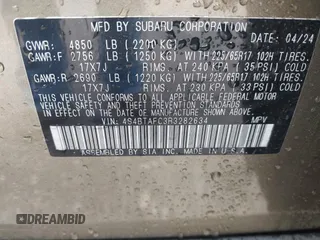 MFD BY SUBARU CORPORATION 04/24
GVWR: 4850 LB (2200 KG)
GAWR:F 2756 LB (1250 KG) WITH 225/65R17 102H TIRES.
17X7J RIMS, AT 240 KPA ( 35 PSI) COLD
GAWR:R 2690 LB (1220 KG) WITH 225/65R17 102H TIRES.
17X7J RIMS, AT 230 KPA ( 33 PSI) COLD
THIS VEHICLE CONFORMS TO ALL APPLICABLE FEDERAL MOTOR VEHICLE
SAFETY, BUMPER, AND THEFT PREVENTION STANDARDS IN EFFECT ON
THE DATE OF MANUFACTURE SHOWN ABOVE.
VIN: 4S4BTAFC3R3282634 MPV
ASSEMBLED BY SIA INC. MADE IN U.S.A.
DREAMBID